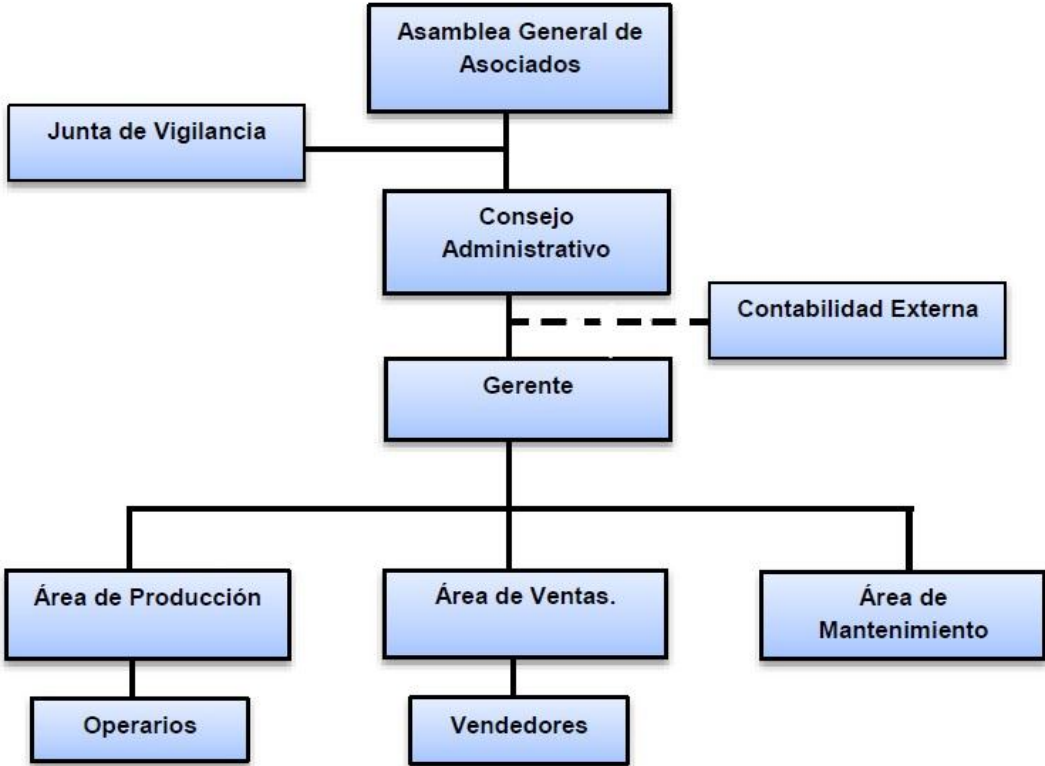 Asamblea General de
Asociados
Junta de Vigilancia
Consejo
Administrativo
Contabilidad Externa
Gerente
Área de Producción
Área de Ventas.
Área de
Mantenimiento
Operarios
Vendedores